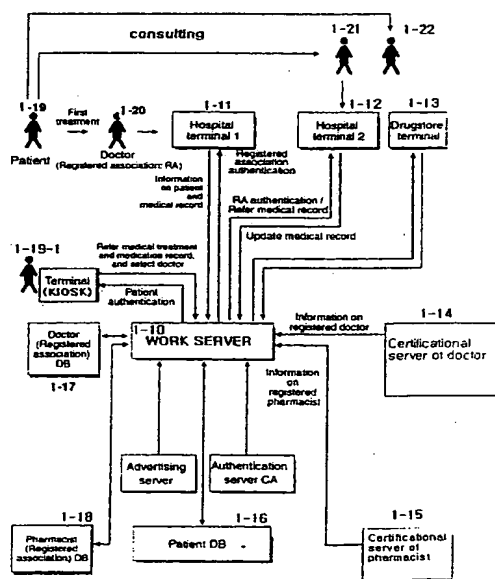 consulting
1-21
1-22
1-19
First
treatment
1-20
1-11
1-12
1-13
Patient
Doctor
(Registered association: RA)
Hospital
terminal 1
Hospital
terminal 2
Drugstore
terminal
Registered
association
authentication
Information
on patient
and
medical record
RA authentication /
Refer medical record
Update medical record
1-19-1
Refer medical treatment
and medication record,
and select doctor
Terminal
(KIOSK)
Patient
authentication
1-10
WORK SERVER
Information on
registered doctor
1-14
Certificational
server of doctor
Doctor
(Registered
association)
DB
1-17
Information
on
registered
pharmacist
Advertising
server
Authentication
server CA
1-18
Pharmacist
(Registered
association) DB
1-16
Patient DB
1-15
Certificational
server of
pharmacist